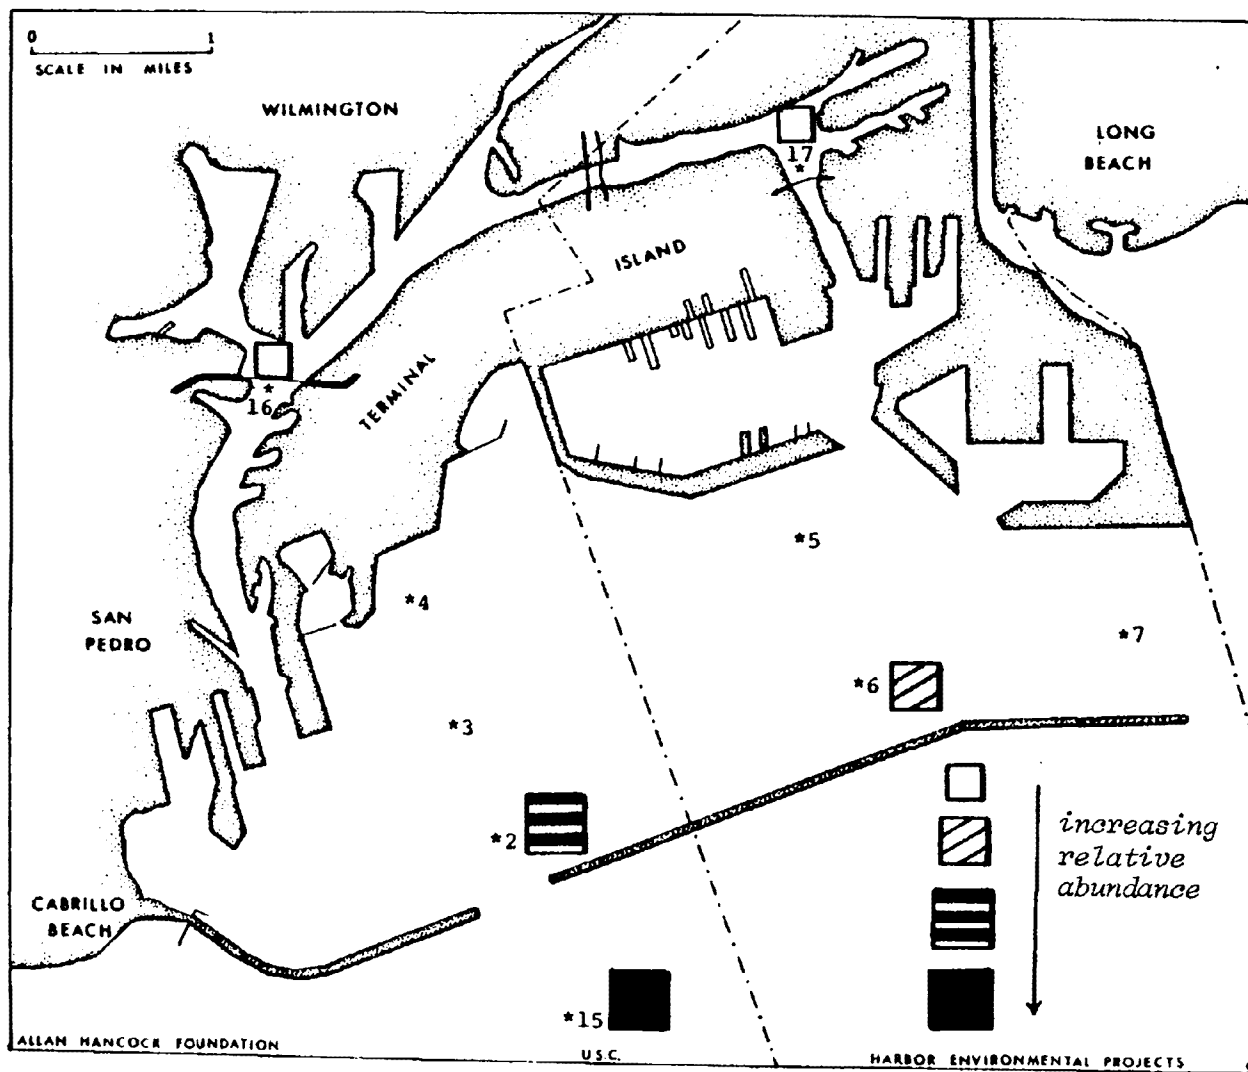 0 1
SCALE IN MILES
WILMINGTON
LONG
BEACH
17
*
ISLAND
TERMINAL
*
16
*5
*4
SAN
PEDRO
*7
*6
*3
*2
increasing
relative
abundance
CABRILLO
BEACH
*15
ALLAN HANCOCK FOUNDATION
U.S.C.
HARBOR ENVIRONMENTAL PROJECTS